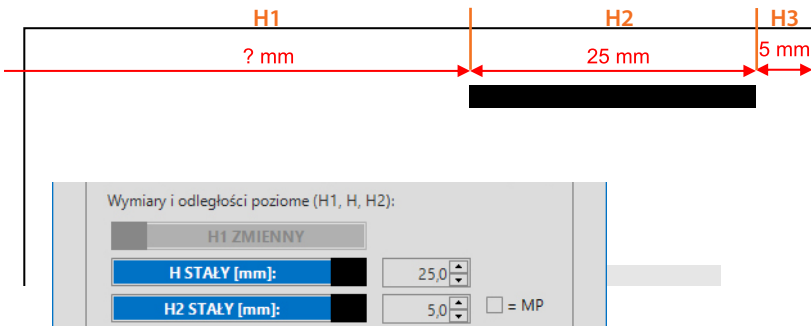 H1 H2 H3
? mm 25 mm 5 mm
Wymiary i odległości poziome (H1, H, H2):
H1 ZMIENNY
H STAŁY [mm]: 25,0
H2 STAŁY [mm]: 5,0 = MP